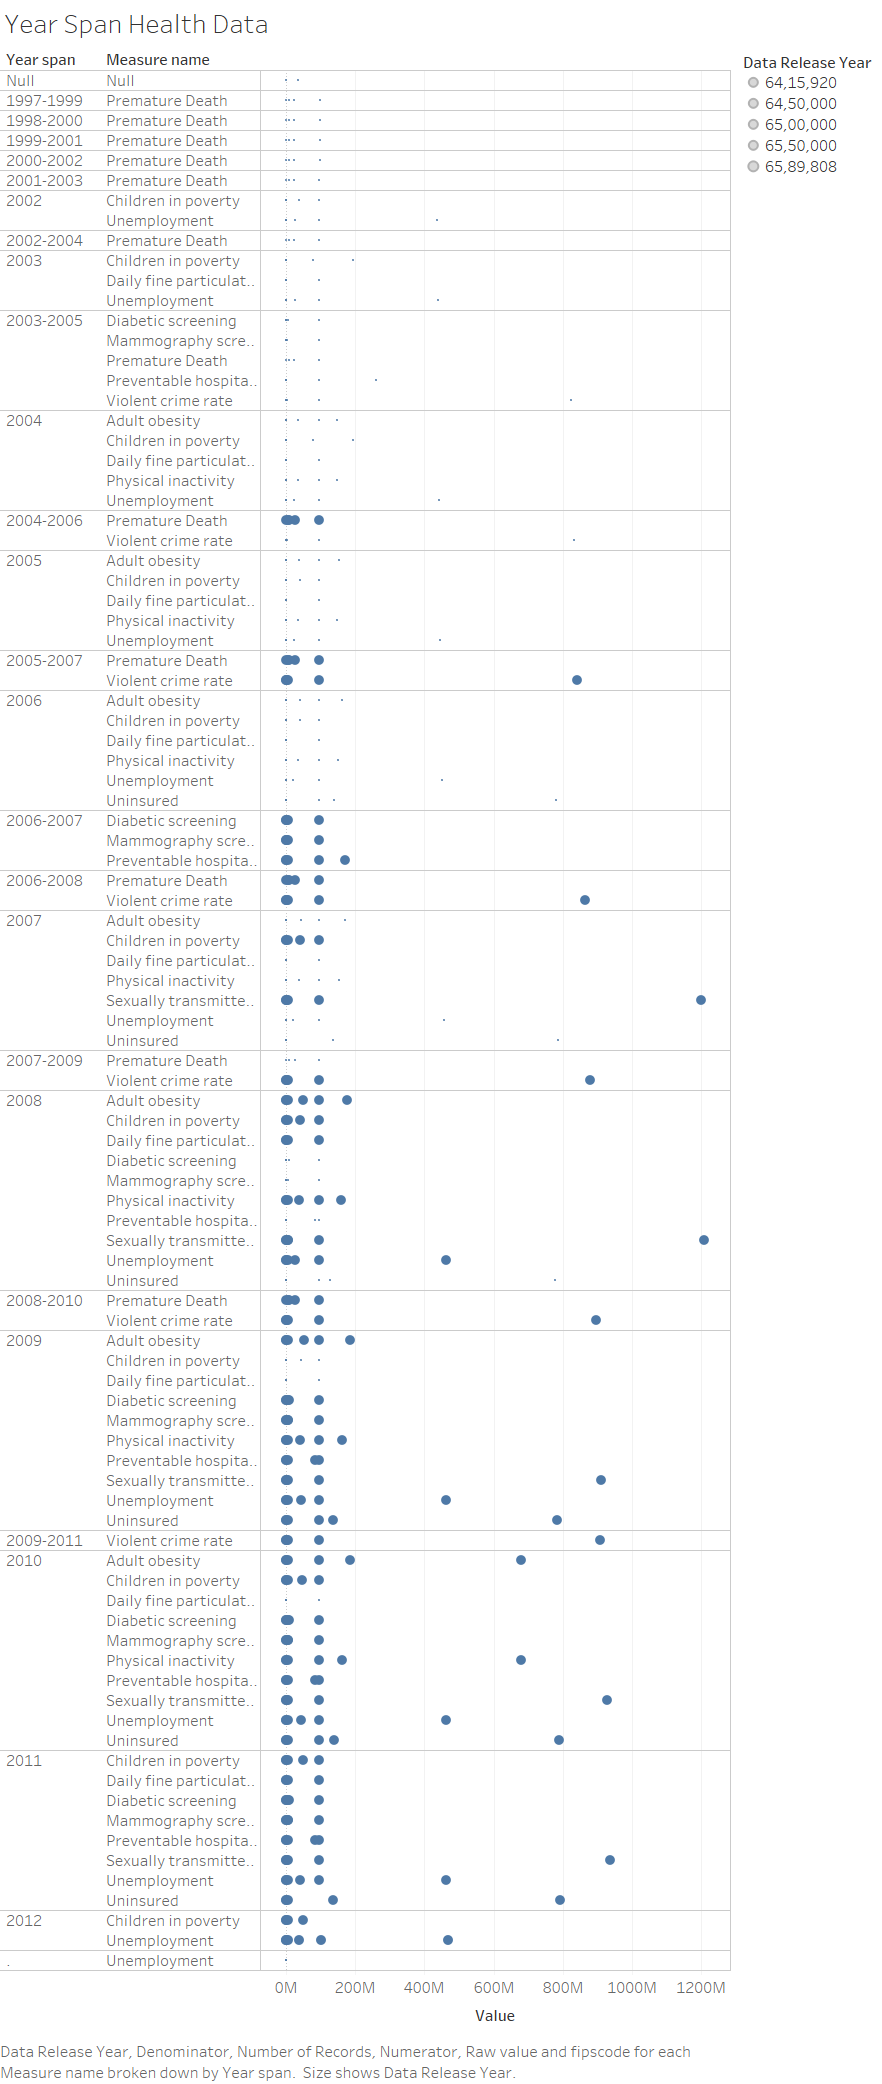 Year Span Health Data
Year span Measure name
Data Release Year
Null Null
64,15,920
1997-1999 Premature Death
64,50,000
1998-2000 Premature Death
65,00,000
1999-2001 Premature Death
65,50,000
2000-2002 Premature Death
65,89,808
2001-2003 Premature Death
2002 Children in poverty
Unemployment
2002-2004 Premature Death
2003 Children in poverty
Daily fine particulat..
Unemployment
2003-2005 Diabetic screening
Mammography scre..
Premature Death
Preventable hospita..
Violent crime rate
2004 Adult obesity
Children in poverty
Daily fine particulat..
Physical inactivity
Unemployment
2004-2006 Premature Death
Violent crime rate
2005 Adult obesity
Children in poverty
Daily fine particulat..
Physical inactivity
Unemployment
2005-2007 Premature Death
Violent crime rate
2006 Adult obesity
Children in poverty
Daily fine particulat..
Physical inactivity
Unemployment
Uninsured
2006-2007 Diabetic screening
Mammography scre..
Preventable hospita..
2006-2008 Premature Death
Violent crime rate
2007 Adult obesity
Children in poverty
Daily fine particulat..
Physical inactivity
Sexually transmitte..
Unemployment
Uninsured
2007-2009 Premature Death
Violent crime rate
2008 Adult obesity
Children in poverty
Daily fine particulat..
Diabetic screening
Mammography scre..
Physical inactivity
Preventable hospita..
Sexually transmitte..
Unemployment
Uninsured
2008-2010 Premature Death
Violent crime rate
2009 Adult obesity
Children in poverty
Daily fine particulat..
Diabetic screening
Mammography scre..
Physical inactivity
Preventable hospita..
Sexually transmitte..
Unemployment
Uninsured
2009-2011 Violent crime rate
2010 Adult obesity
Children in poverty
Daily fine particulat..
Diabetic screening
Mammography scre..
Physical inactivity
Preventable hospita..
Sexually transmitte..
Unemployment
Uninsured
2011 Children in poverty
Daily fine particulat..
Diabetic screening
Mammography scre..
Preventable hospita..
Sexually transmitte..
Unemployment
Uninsured
2012 Children in poverty
Unemployment
. Unemployment
0M 200M 400M 600M 800M 1000M 1200M
Value
Data Release Year, Denominator, Number of Records, Numerator, Raw value and fipscode for each
Measure name broken down by Year span. Size shows Data Release Year.